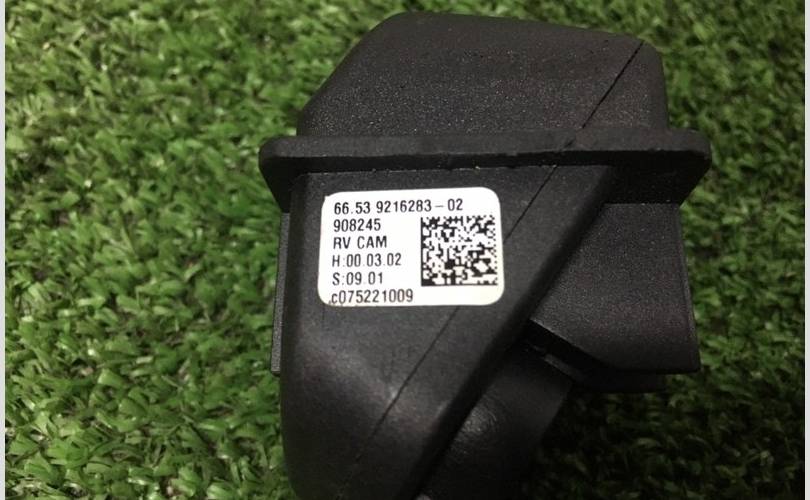 66.53 9216283-02
908245
RV CAM
H:00.03.02
S:09.01
c075221009